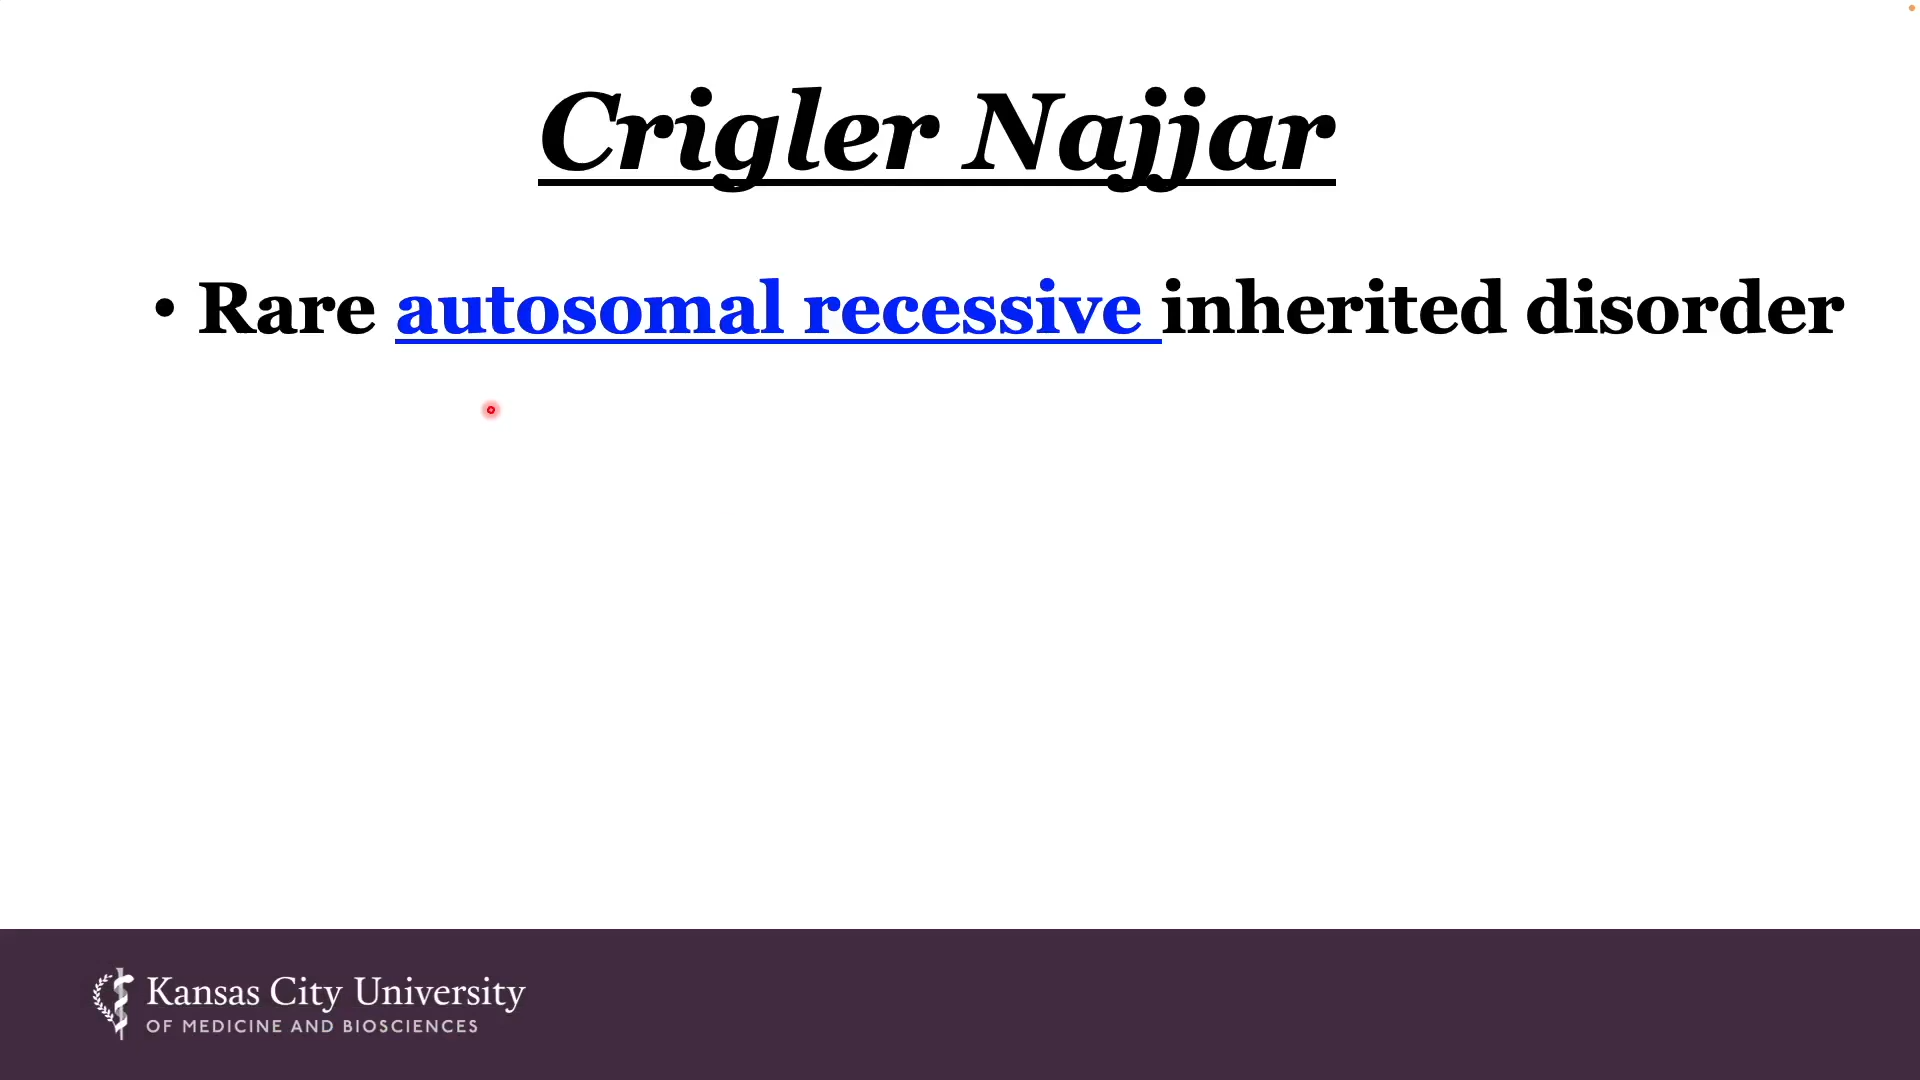 Crigler Najjar
• Rare autosomal recessive inherited disorder
Kansas City University
OF MEDICINE AND BIOSCIENCES